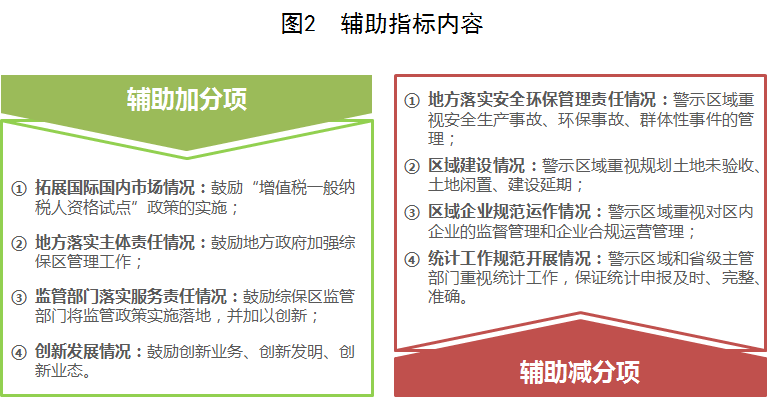 图2 辅助指标内容
辅助加分项
① 拓展国际国内市场情况：鼓励“增值税一般纳
税人资格试点”政策的实施；
② 地方落实主体责任情况：鼓励地方政府加强综
保区管理工作；
③ 监管部门落实服务责任情况：鼓励综保区监管
部门将监管政策实施落地，并加以创新；
④ 创新发展情况：鼓励创新业务、创新发明、创
新业态。
① 地方落实安全环保管理责任情况：警示区域重
视安全生产事故、环保事故、群体性事件的管
理；
② 区域建设情况：警示区域重视规划土地未验收、
土地闲置、建设延期；
③ 区域企业规范运作情况：警示区域重视对区内
企业的监督管理和企业合规运营管理；
④ 统计工作规范开展情况：警示区域和省级主管
部门重视统计工作，保证统计申报及时、完整、
准确。
辅助减分项